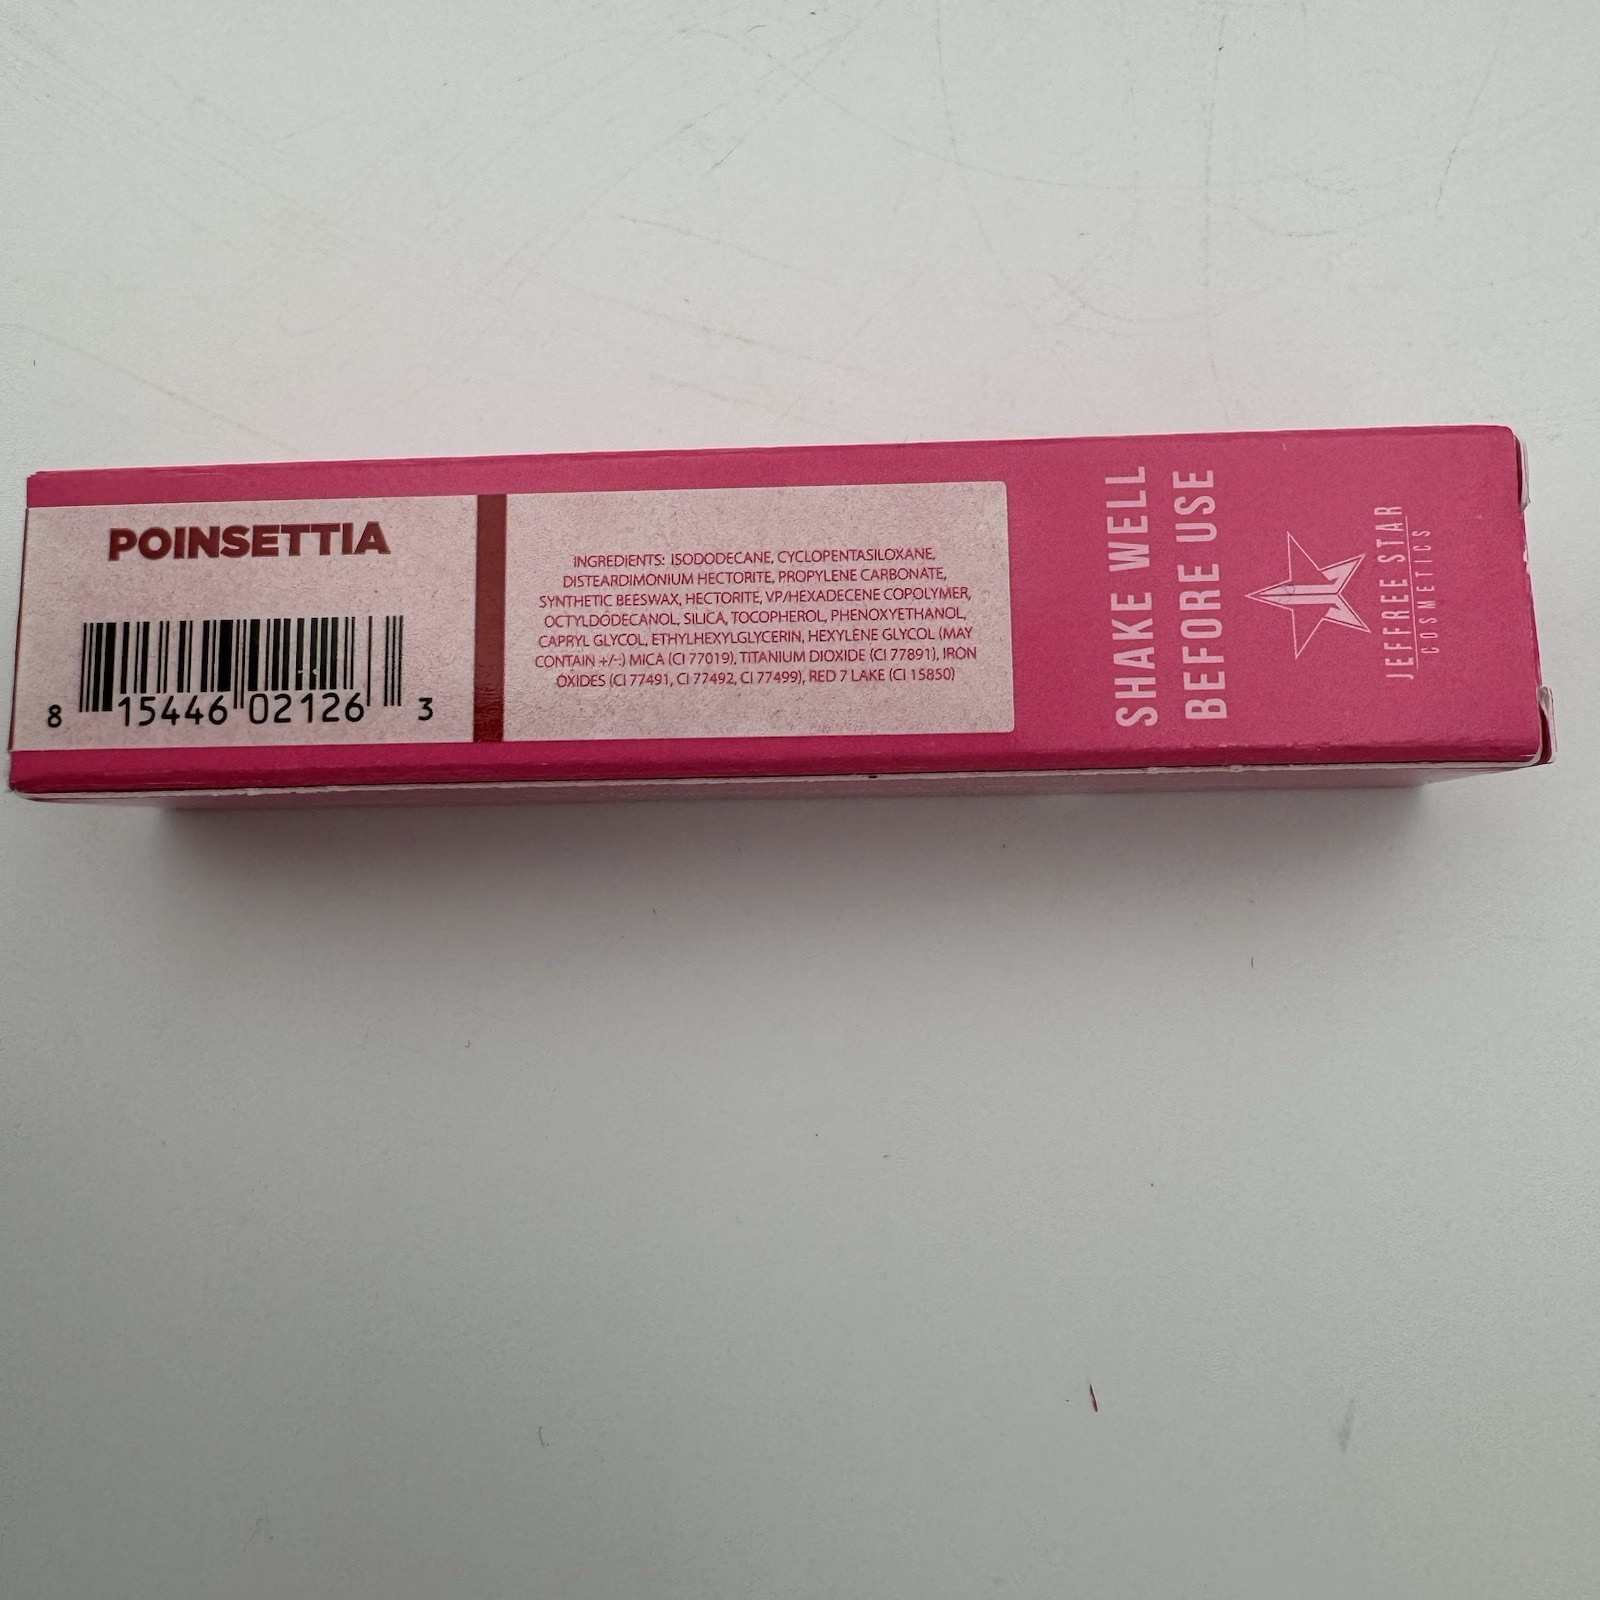 POINSETTIA
8 15446 02126 3
INGREDIENTS: ISODODECANE, CYCLOPENTASILOXANE,
DISTEARDIMONIUM HECTORITE, PROPYLENE CARBONATE,
SYNTHETIC BEESWAX, HECTORITE, VP/HEXADECENE COPOLYMER,
OCTYLDODECANOL, SILICA, TOCOPHEROL, PHENOXYETHANOL,
CAPRYL GLYCOL, ETHYLHEXYLGLYCERIN, HEXYLENE GLYCOL (MAY
CONTAIN +/-:) MICA (CI 77019), TITANIUM DIOXIDE (CI 77891), IRON
OXIDES (CI 77491, CI 77492, CI 77499), RED 7 LAKE (CI 15850)
SHAKE WELL
BEFORE USE
JEFFREE STAR
COSMETICS